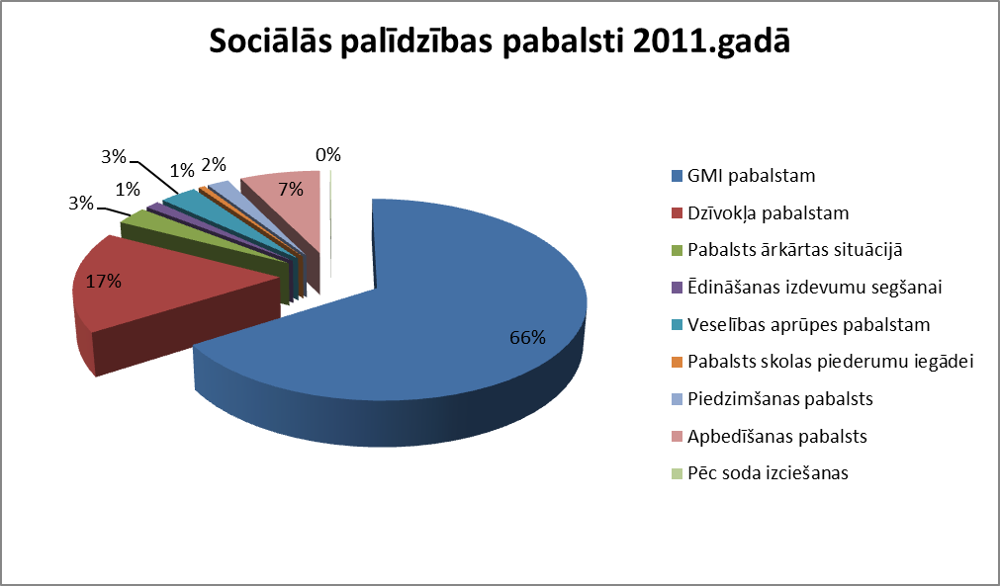 Sociālās palīdzības pabalsti 2011.gadā
66%
17%
3%
1%
3%
1%
2%
7%
0%
GMI pabalstam
Dzīvokļa pabalstam
Pabalsts ārkārtas situācijā
Ēdināšanas izdevumu segšanai
Veselības aprūpes pabalstam
Pabalsts skolas piederumu iegādei
Piedzimšanas pabalsts
Apbedīšanas pabalsts
Pēc soda izciešanas